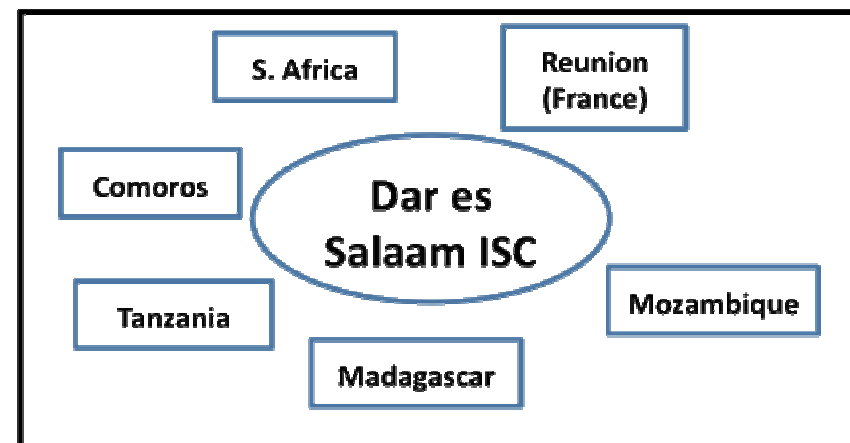 S. Africa
Reunion
(France)
Comoros
Dar es
Salaam ISC
Tanzania
Mozambique
Madagascar